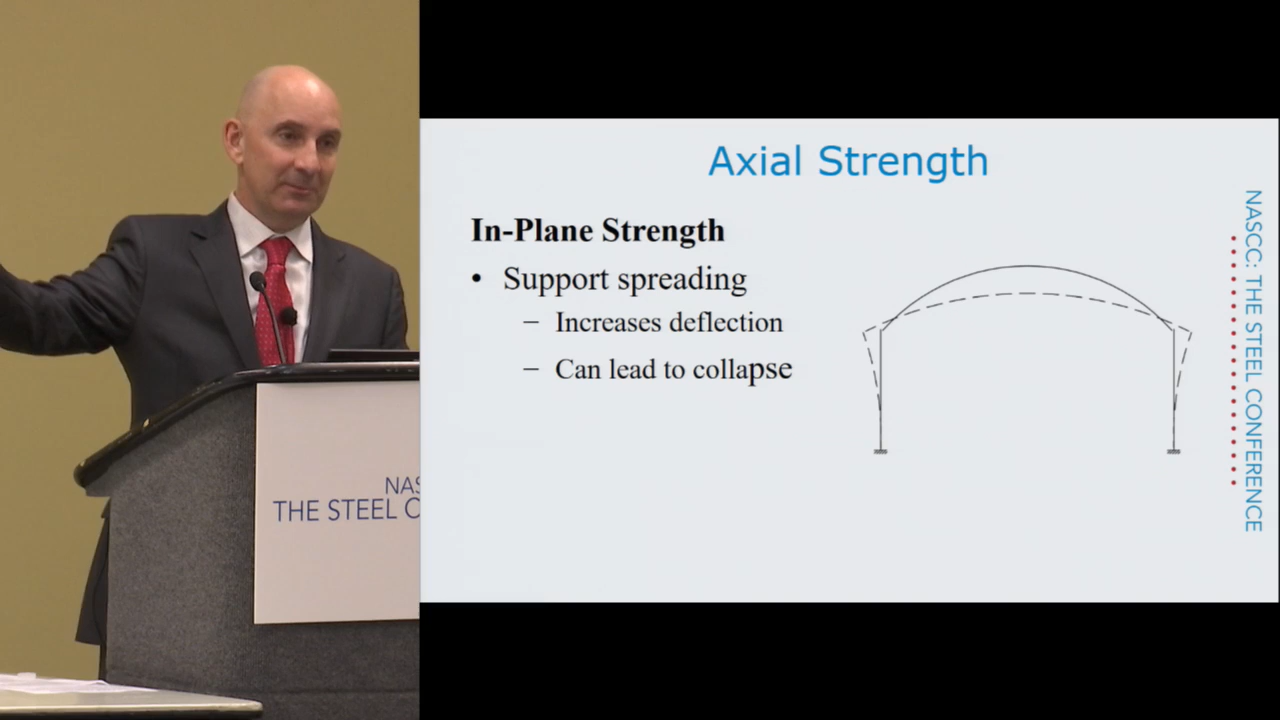 Axial Strength
In-Plane Strength
• Support spreading
– Increases deflection
– Can lead to collapse
NASCC: THE STEEL CONFERENCE
NAS
THE STEEL C